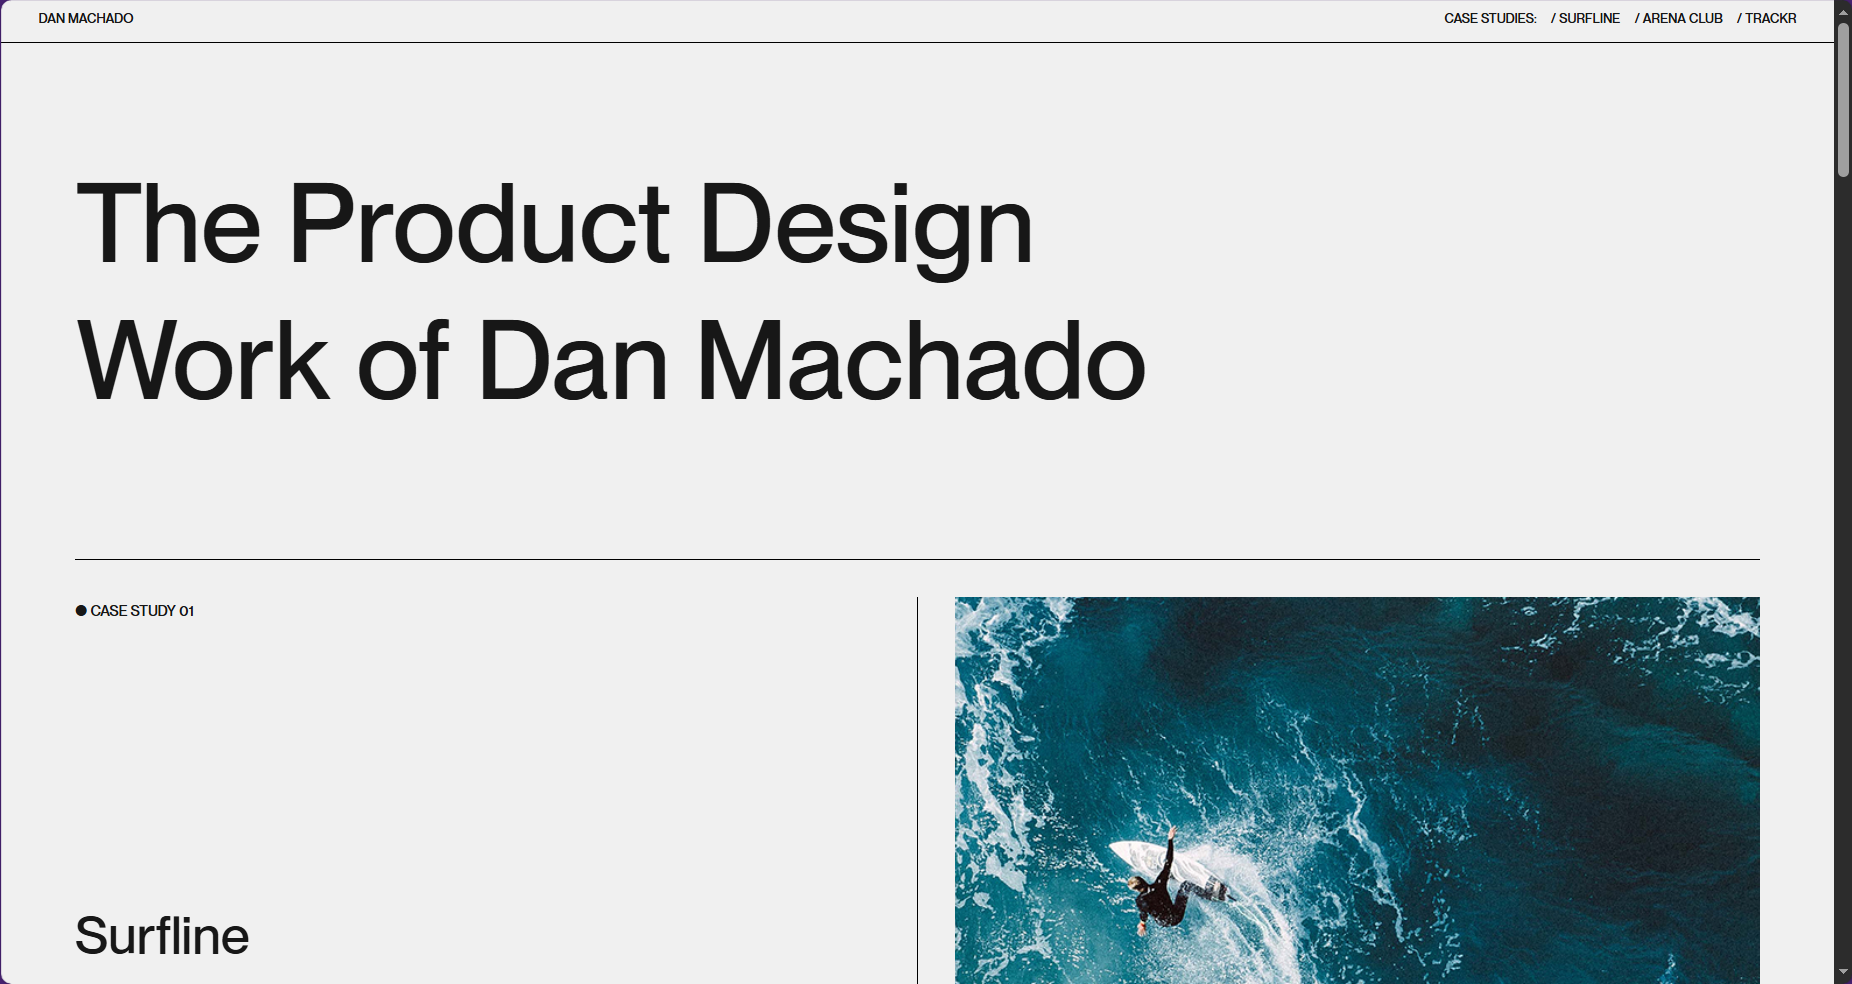 DAN MACHADO
CASE STUDIES: / SURFLINE / ARENA CLUB / TRACKR
The Product Design
Work of Dan Machado
● CASE STUDY 01
Surfline